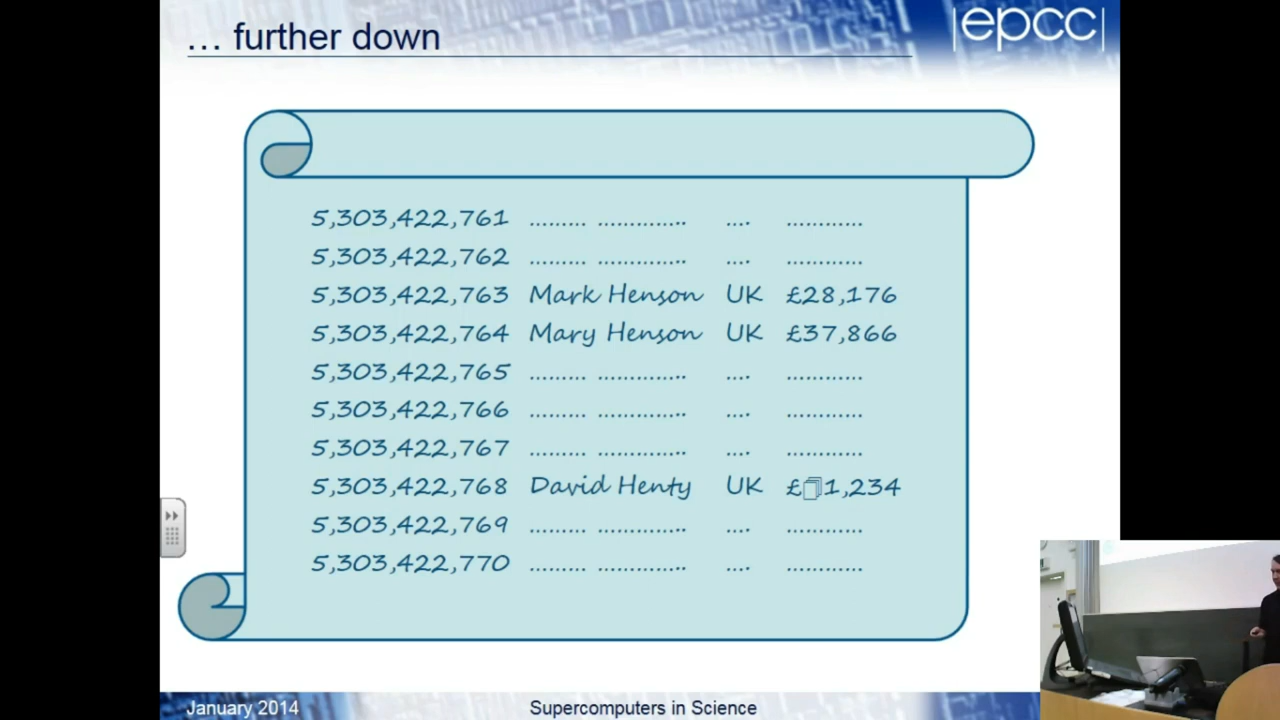 … further down
|epcc|
5,303,422,761 ......... .............. .... ............
5,303,422,762 ......... .............. .... ............
5,303,422,763 Mark Henson UK £28,176
5,303,422,764 Mary Henson UK £37,866
5,303,422,765 ......... .............. .... ............
5,303,422,766 ......... .............. .... ............
5,303,422,767 ......... .............. .... ............
5,303,422,768 David Henty UK £1,234
5,303,422,769 ......... .............. .... ............
5,303,422,770 ......... .............. .... ............
January 2014 Supercomputers in Science